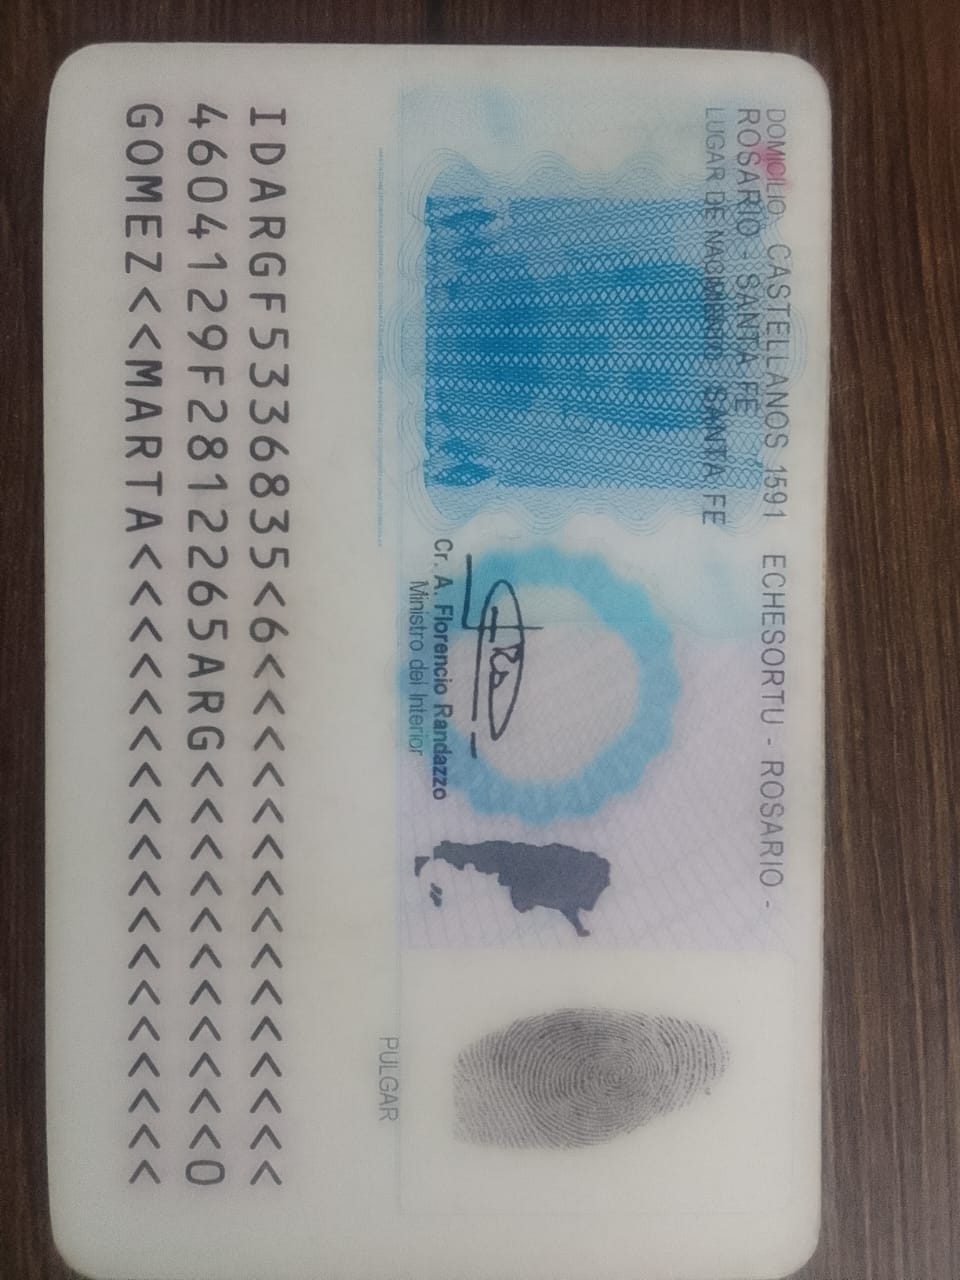 DOMICILIO: CASTELLANOS 1591 ECHESORTU - ROSARIO -
ROSARIO - SANTA FE
LUGAR DE NACIMIENTO: SANTA FE
Cr. A. Florencio Randazzo
Ministro del Interior
PULGAR
IDARGF5336835<6<<<<<<<<<<<<<<<
4604129F2812265ARG<<<<<<<<<<<0
GOMEZ<<MARTA<<<<<<<<<<<<<<<<<<